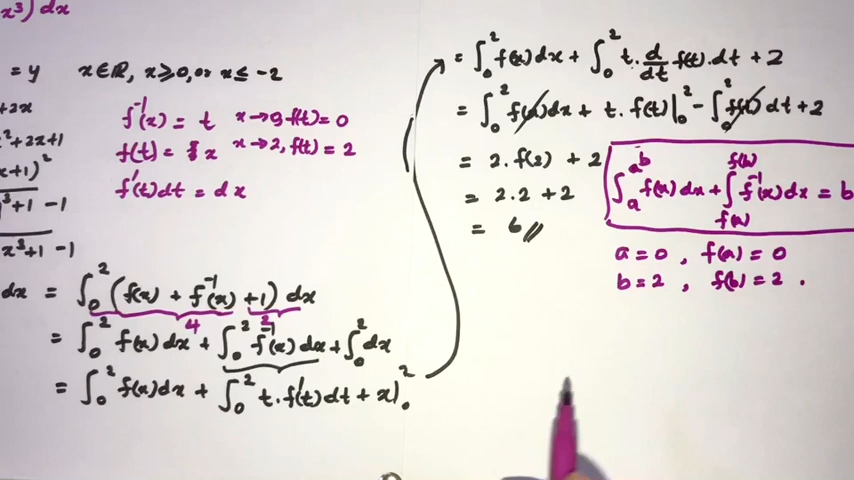 x³) dx
= y   x∈ℝ, x⩾0, or x ≤ -2
+2x
²+2x+1
x+1)²
³+1 -1
x³+1 -1
f⁻¹(x) = t   x→0, f(t)=0
f(t) = x   x→2, f(t) = 2
f'(t)dt = dx
dx = ∫₀² (f(x) + f⁻¹(x) +1) dx
4   2
= ∫₀² f(x)dx + ∫₀² f⁻¹(x)dx + ∫₀² dx
= ∫₀² f(x)dx + ∫₀² t.f'(t)dt + x|₀²
= ∫₀² f(x)dx + ∫₀² t. d/dt f(t).dt + 2
= ∫₀² f(x)dx + t. f(t)|₀² - ∫₀² f(t) dt + 2
= 2.f(2) + 2
= 2.2 + 2
= 6//
∫ₐᵇ f(x)dx + ∫_f(a)^f(b) f⁻¹(x)dx = b
a=0 , f(a)=0
b=2 , f(b)=2 .